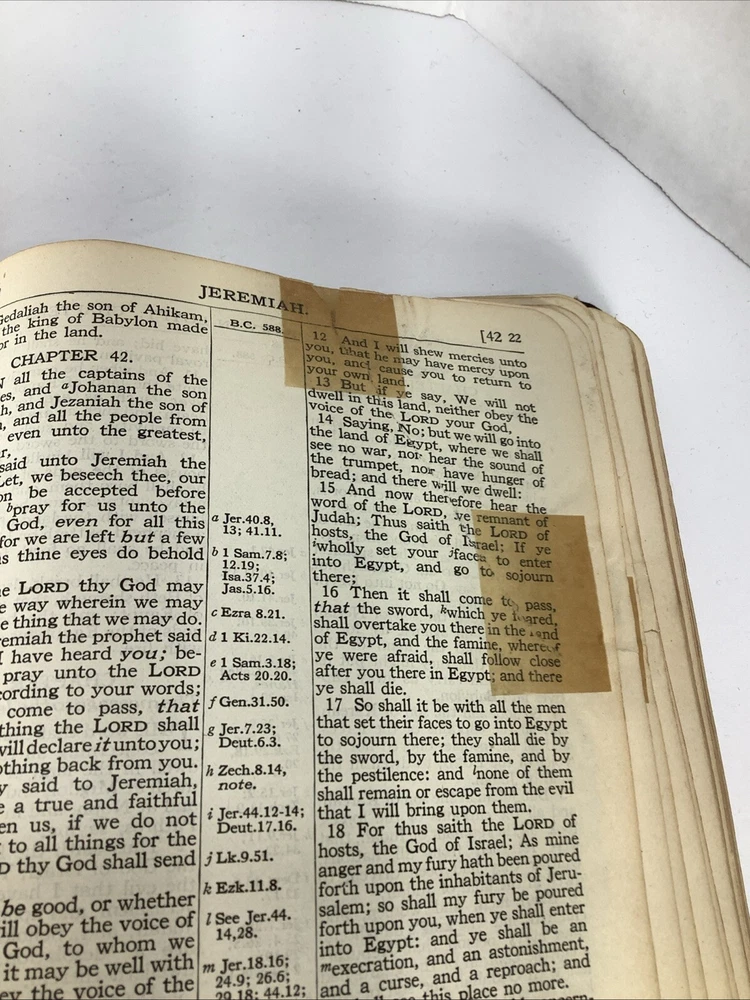 JEREMIAH.
[42 22
Gedaliah the son of Ahikam,
the king of Babylon made
or in the land.
CHAPTER 42.
all the captains of the
es, and aJohanan the son
h, and Jezaniah the son of
, and all the people from
even unto the greatest,
r,
said unto Jeremiah the
Let, we beseech thee, our
on be accepted before
bpray for us unto the
God, even for all this
for we are left but a few
s thine eyes do behold
e LORD thy God may
e way wherein we may
e thing that we may do.
emiah the prophet said
I have heard you; be-
pray unto the LORD
cording to your words;
come to pass, that
thing the LORD shall
will declare it unto you;
othing back from you.
y said to Jeremiah,
e a true and faithful
en us, if we do not
to all things for the
D thy God shall send
be good, or whether
ill obey the voice of
God, to whom we
it may be well with
ey the voice of the
B.C. 588.
a Jer.40.8,
13; 41.11.
b 1 Sam.7.8;
12.19;
Isa.37.4;
Jas.5.16.
c Ezra 8.21.
d 1 Ki.22.14.
e 1 Sam.3.18;
Acts 20.20.
f Gen.31.50.
g Jer.7.23;
Deut.6.3.
h Zech.8.14,
note.
i Jer.44.12-14;
Deut.17.16.
j Lk.9.51.
k Ezk.11.8.
l See Jer.44.
14,28.
m Jer.18.16;
24.9; 26.6;
29.18; 44.12;
12 And I will shew mercies unto
you, that he may have mercy upon
you, and cause you to return to
your own land.
13 But if ye say, We will not
dwell in this land, neither obey the
voice of the LORD your God,
14 Saying, No; but we will go into
the land of Egypt, where we shall
see no war, nor hear the sound of
the trumpet, nor have hunger of
bread; and there will we dwell:
15 And now therefore hear the
word of the LORD, ye remnant of
Judah; Thus saith the LORD of
hosts, the God of Israel; If ye
iwholly set your jfaces to enter
into Egypt, and go to sojourn
there;
16 Then it shall come to pass,
that the sword, kwhich ye feared,
shall overtake you there in the land
of Egypt, and the famine, whereof
ye were afraid, shall follow close
after you there in Egypt; and there
ye shall die.
17 So shall it be with all the men
that set their faces to go into Egypt
to sojourn there; they shall die by
the sword, by the famine, and by
the pestilence: and lnone of them
shall remain or escape from the evil
that I will bring upon them.
18 For thus saith the LORD of
hosts, the God of Israel; As mine
anger and my fury hath been poured
forth upon the inhabitants of Jeru-
salem; so shall my fury be poured
forth upon you, when ye shall enter
into Egypt: and ye shall be an
mexecration, and an astonishment,
and a curse, and a reproach; and
this place no more.